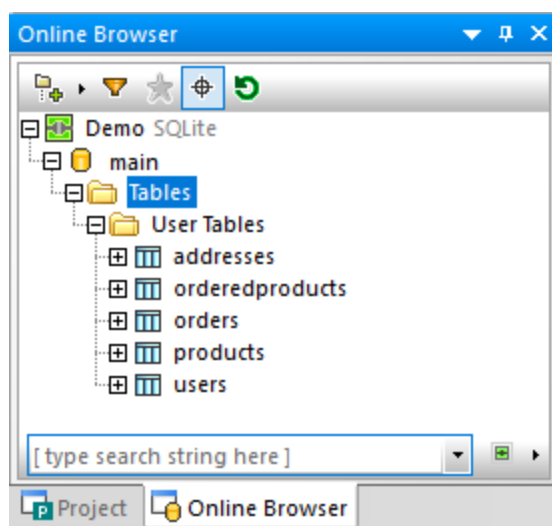 Online Browser
Demo SQLite
main
Tables
User Tables
addresses
orderedproducts
orders
products
users
[ type search string here ]
Project Online Browser